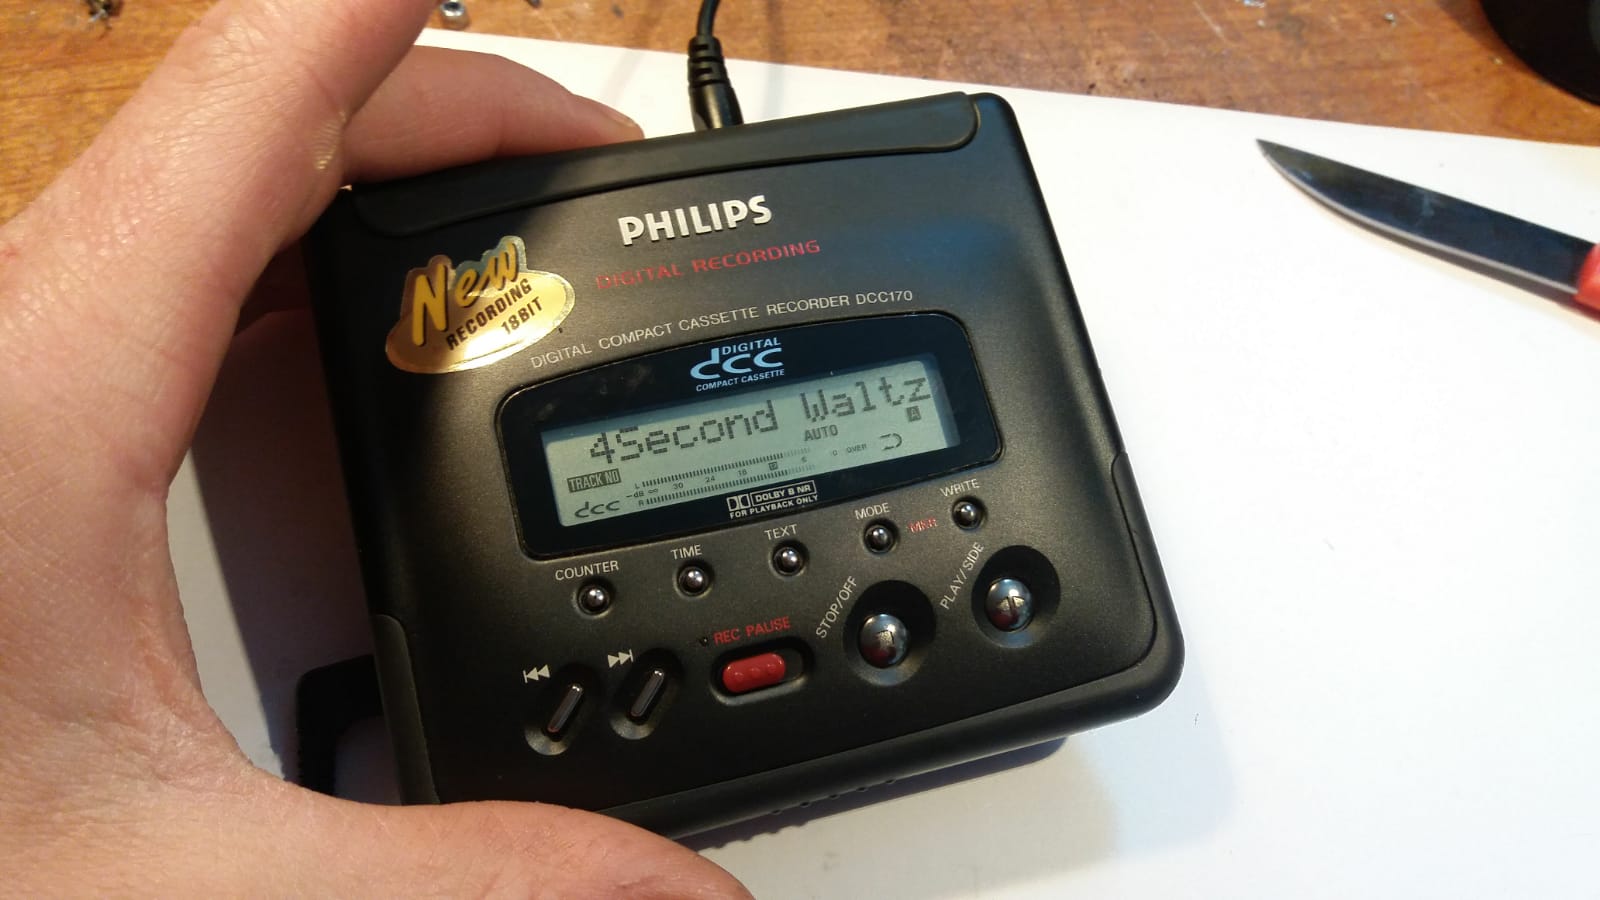 PHILIPS
DIGITAL RECORDING
New
RECORDING
18BIT
DIGITAL COMPACT CASSETTE RECORDER DCC170
DIGITAL
dcc
COMPACT CASSETTE
4Second Waltz
TRACK NO
AUTO
A
L
-dB ∞ 30 24 18 12 6 0 OVER
R
dcc
DOLBY B NR
FOR PLAYBACK ONLY
COUNTER
TIME
TEXT
MODE
WRITE
REC PAUSE
STOP/OFF
PLAY/SIDE